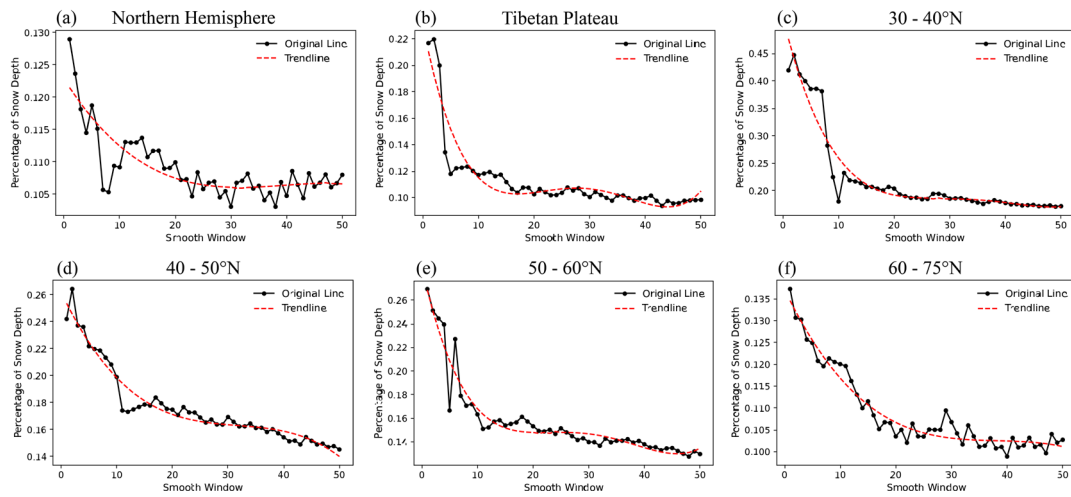 (a) Northern Hemisphere
0.130
0.125
0.120
0.115
0.110
0.105
Percentage of Snow Depth
Original Line
Trendline
0 10 20 30 40 50
Smooth Window
(b) Tibetan Plateau
0.22
0.20
0.18
0.16
0.14
0.12
0.10
Percentage of Snow Depth
Original Line
Trendline
0 10 20 30 40 50
Smooth Window
(c) 30 - 40°N
0.45
0.40
0.35
0.30
0.25
0.20
Percentage of Snow Depth
Original Line
Trendline
0 10 20 30 40 50
Smooth Window
(d) 40 - 50°N
0.26
0.24
0.22
0.20
0.18
0.16
0.14
Percentage of Snow Depth
Original Line
Trendline
0 10 20 30 40 50
Smooth Window
(e) 50 - 60°N
0.26
0.24
0.22
0.20
0.18
0.16
0.14
Percentage of Snow Depth
Original Line
Trendline
0 10 20 30 40 50
Smooth Window
(f) 60 - 75°N
0.135
0.130
0.125
0.120
0.115
0.110
0.105
0.100
Percentage of Snow Depth
Original Line
Trendline
0 10 20 30 40 50
Smooth Window